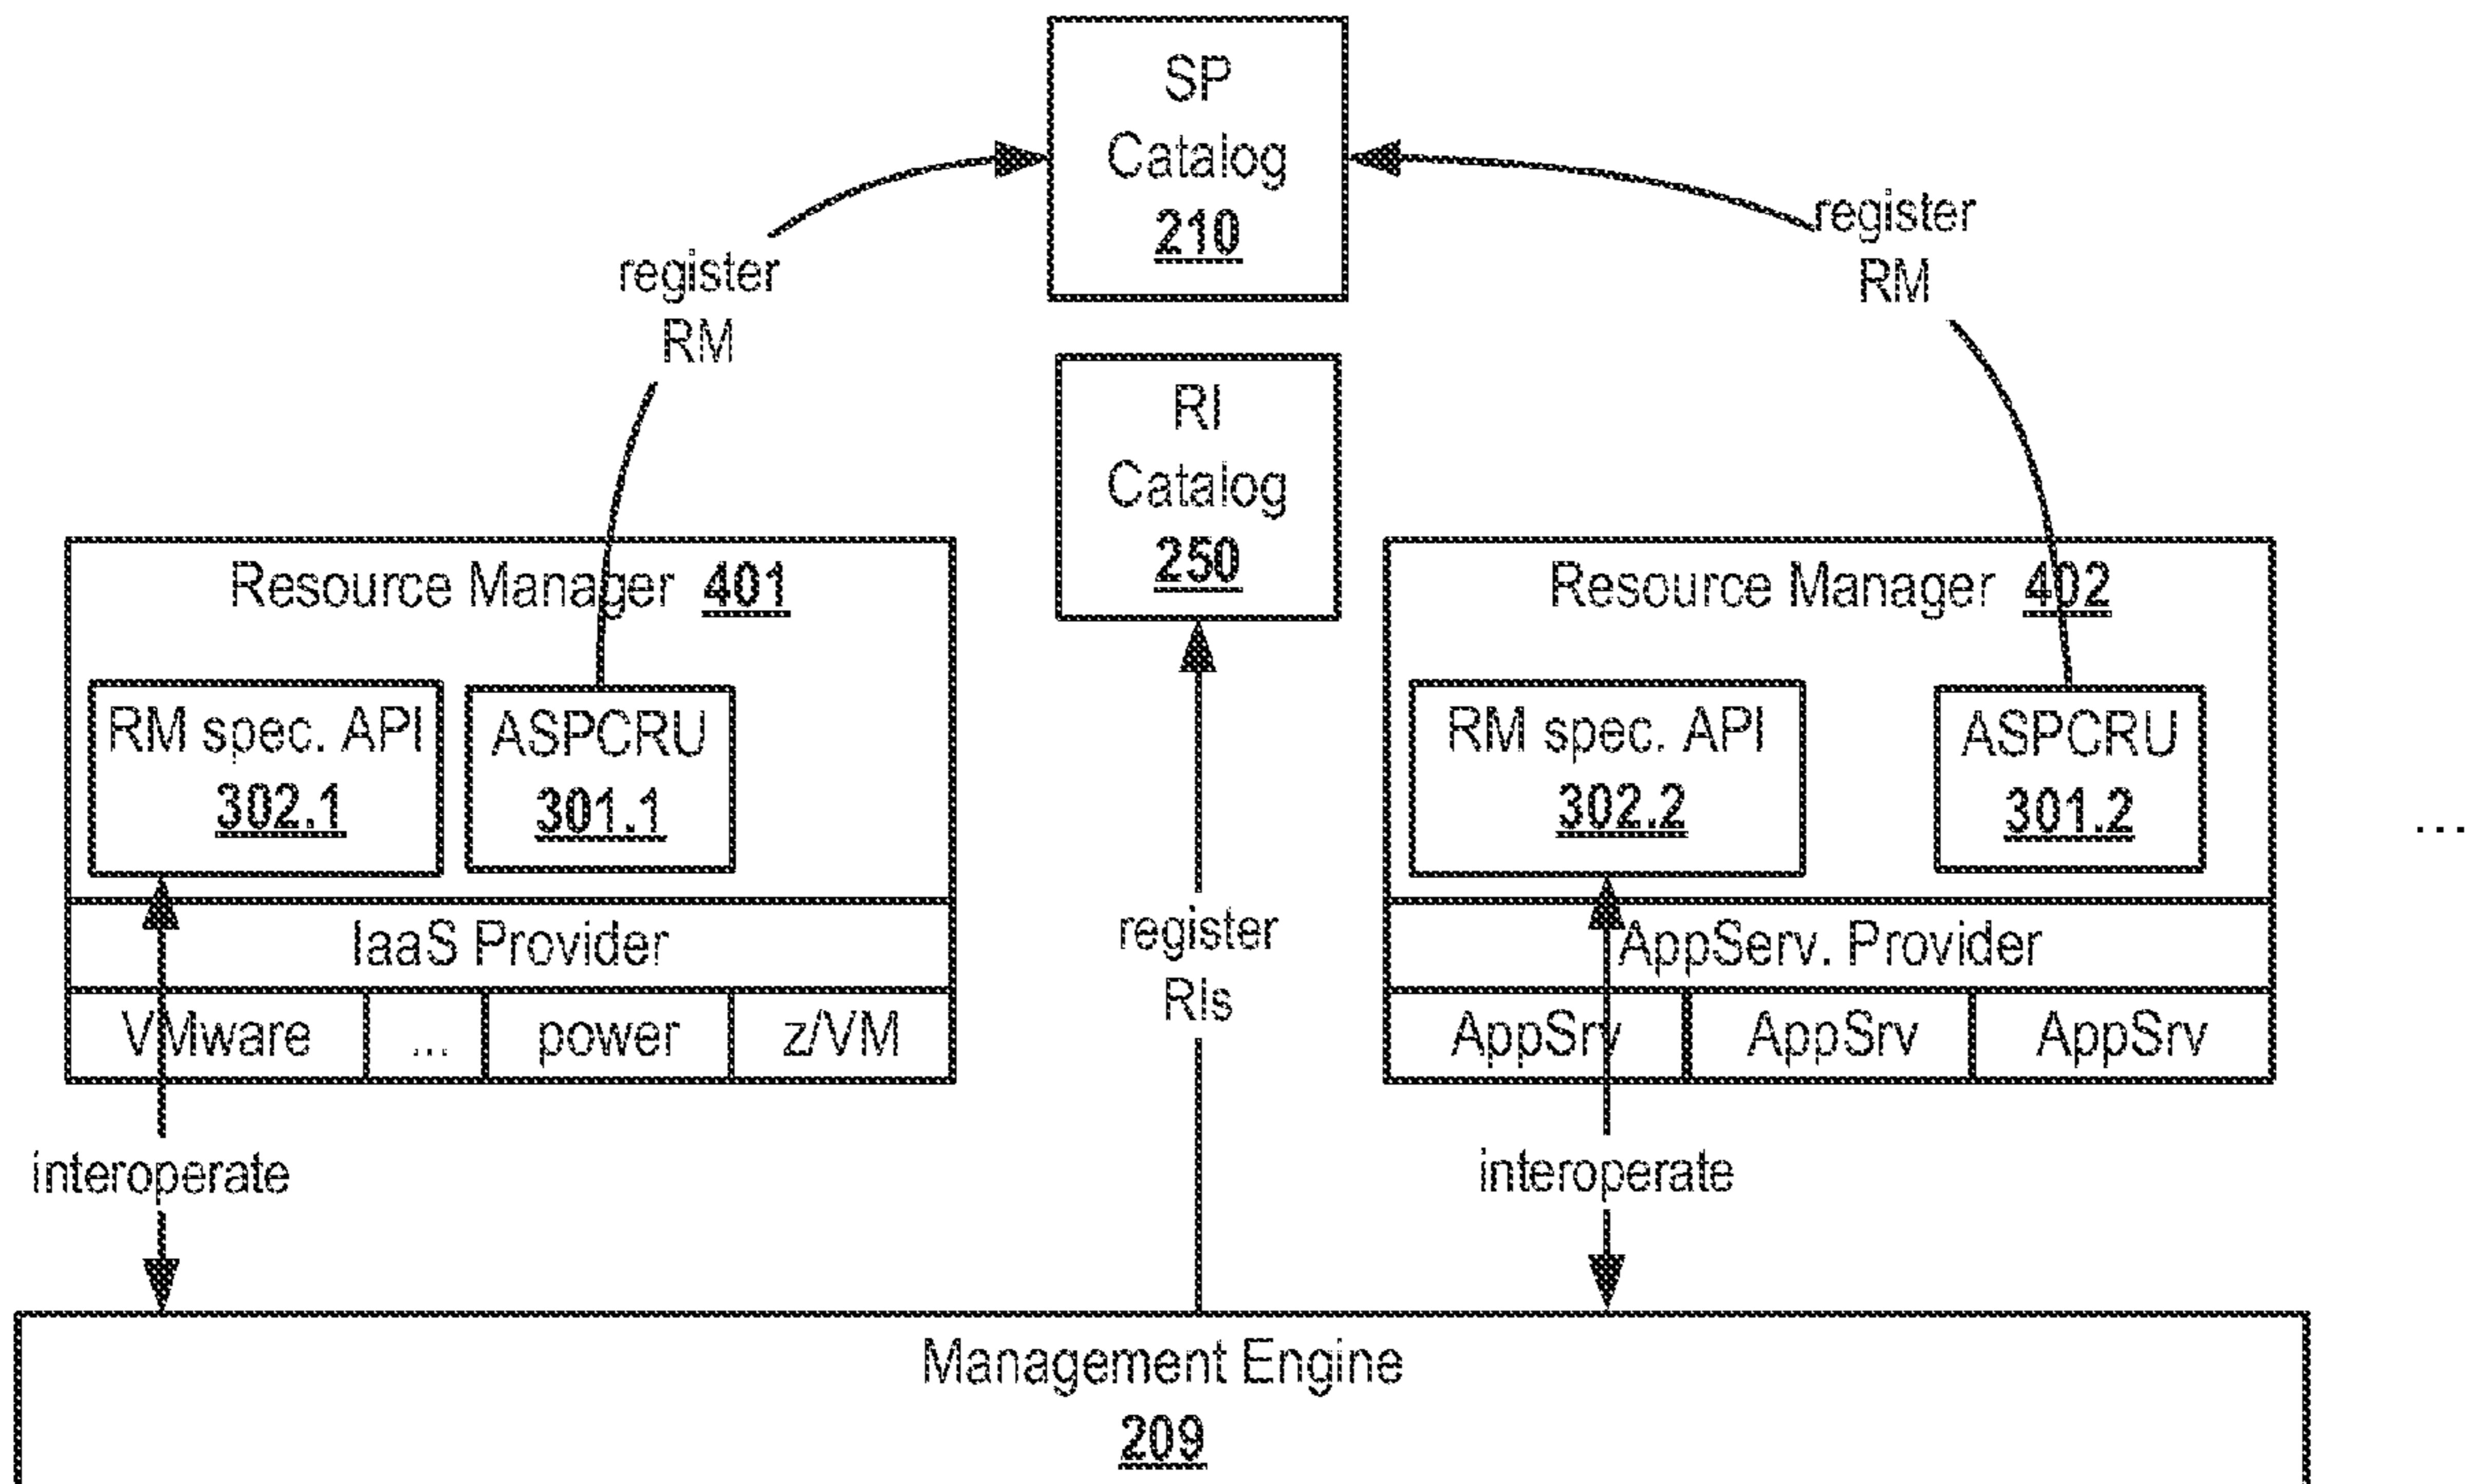 SP
Catalog
210
register
RM
register
RM
RI
Catalog
250
Resource Manager 401
RM spec. API
302.1
ASPCRU
301.1
IaaS Provider
VMware
...
power
z/VM
Resource Manager 402
RM spec. API
302.2
ASPCRU
301.2
AppServ. Provider
AppSrv
AppSrv
AppSrv
...
register
RIs
interoperate
interoperate
Management Engine
209